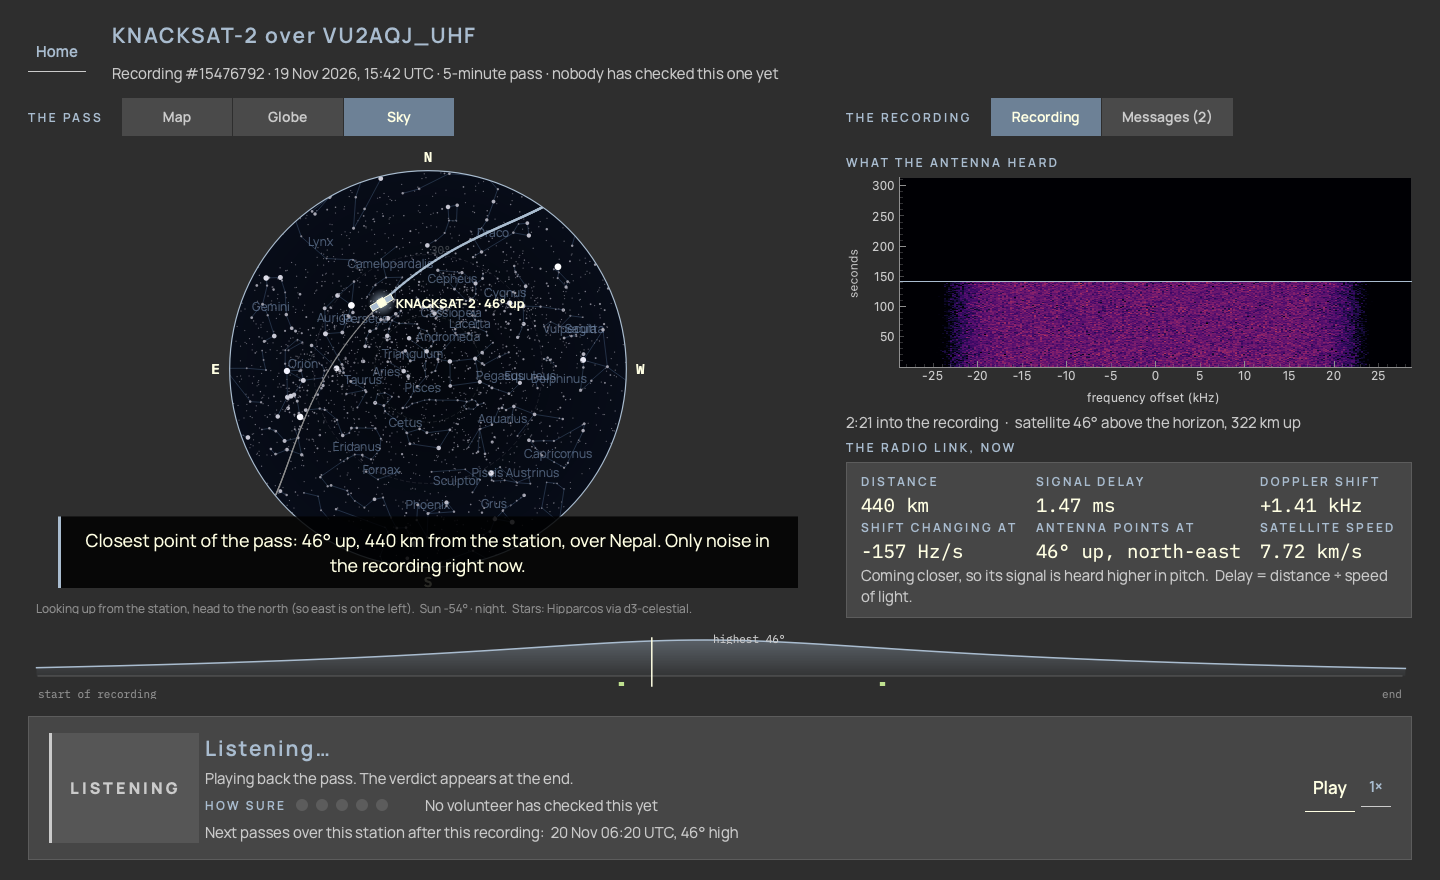 Home
KNACKSAT-2 over VU2AQJ_UHF
Recording #15476792 · 19 Nov 2026, 15:42 UTC · 5-minute pass · nobody has checked this one yet
THE PASS
Map
Globe
Sky
N
Lynx
Draco
30°
Camelopardalis
Cepheus
Cygnus
KNACKSAT-2 · 46° up
Gemini
Auriga
Perseus
Cassiopeia
Lacerta
Vulpecula
Sagitta
Andromeda
Triangulum
E
Orion
Aries
Taurus
Pisces
Pegasus
Equuleus
Delphinus
W
Cetus
Aquarius
Eridanus
Capricornus
Fornax
Sculptor
Piscis Austrinus
Phoenix
Grus
Closest point of the pass: 46° up, 440 km from the station, over Nepal. Only noise in
the recording right now.
S
Looking up from the station, head to the north (so east is on the left). Sun -54° · night. Stars: Hipparcos via d3-celestial.
THE RECORDING
Recording
Messages (2)
WHAT THE ANTENNA HEARD
300
250
200
150
100
50
seconds
-25 -20 -15 -10 -5 0 5 10 15 20 25
frequency offset (kHz)
2:21 into the recording · satellite 46° above the horizon, 322 km up
THE RADIO LINK, NOW
DISTANCE SIGNAL DELAY DOPPLER SHIFT
440 km 1.47 ms +1.41 kHz
SHIFT CHANGING AT ANTENNA POINTS AT SATELLITE SPEED
-157 Hz/s 46° up, north-east 7.72 km/s
Coming closer, so its signal is heard higher in pitch. Delay = distance ÷ speed
of light.
highest 46°
start of recording
end
LISTENING
Listening…
Playing back the pass. The verdict appears at the end.
HOW SURE
No volunteer has checked this yet
Next passes over this station after this recording: 20 Nov 06:20 UTC, 46° high
Play
1×